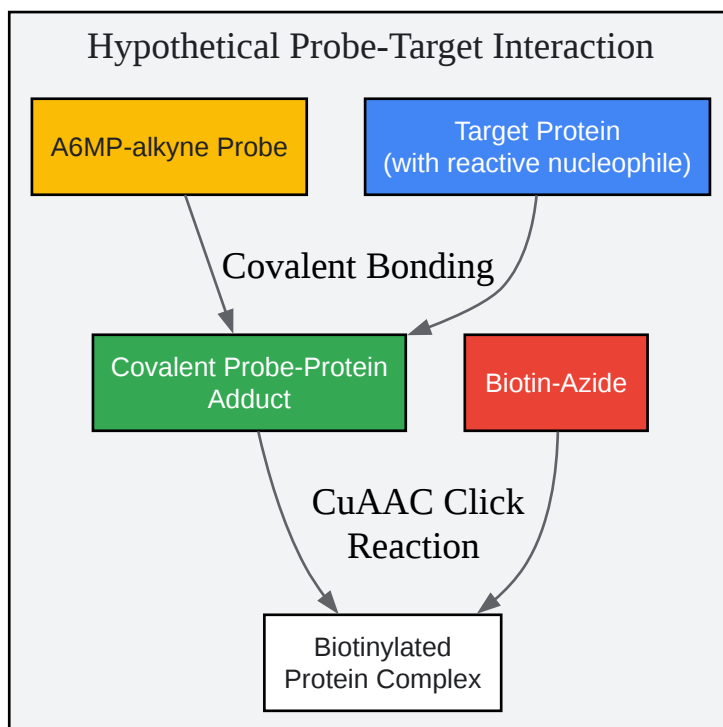 Hypothetical Probe-Target Interaction
A6MP-alkyne Probe
Target Protein
(with reactive nucleophile)
Covalent Bonding
Covalent Probe-Protein
Adduct
Biotin-Azide
CuAAC Click
Reaction
Biotinylated
Protein Complex